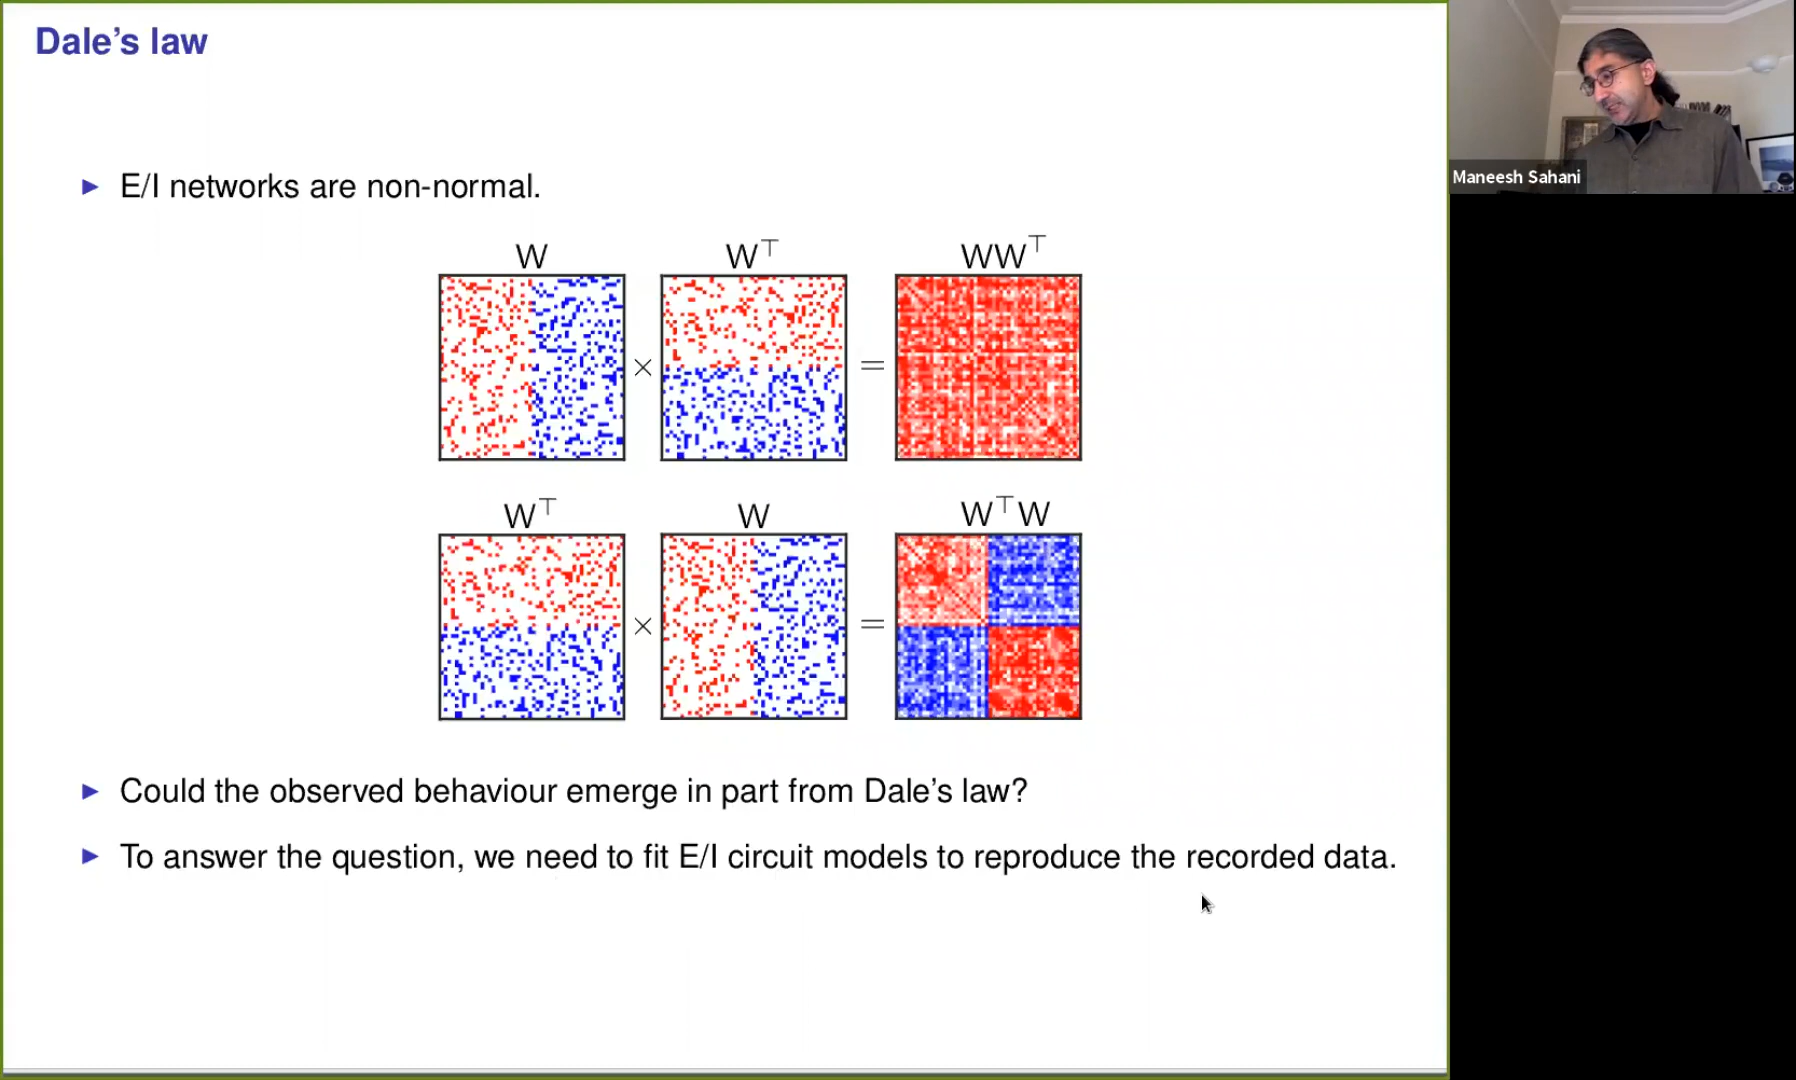 Dale's law
► E/I networks are non-normal.
W W⊤ WW⊤
× =
W⊤ W W⊤W
× =
► Could the observed behaviour emerge in part from Dale's law?
► To answer the question, we need to fit E/I circuit models to reproduce the recorded data.
Maneesh Sahani